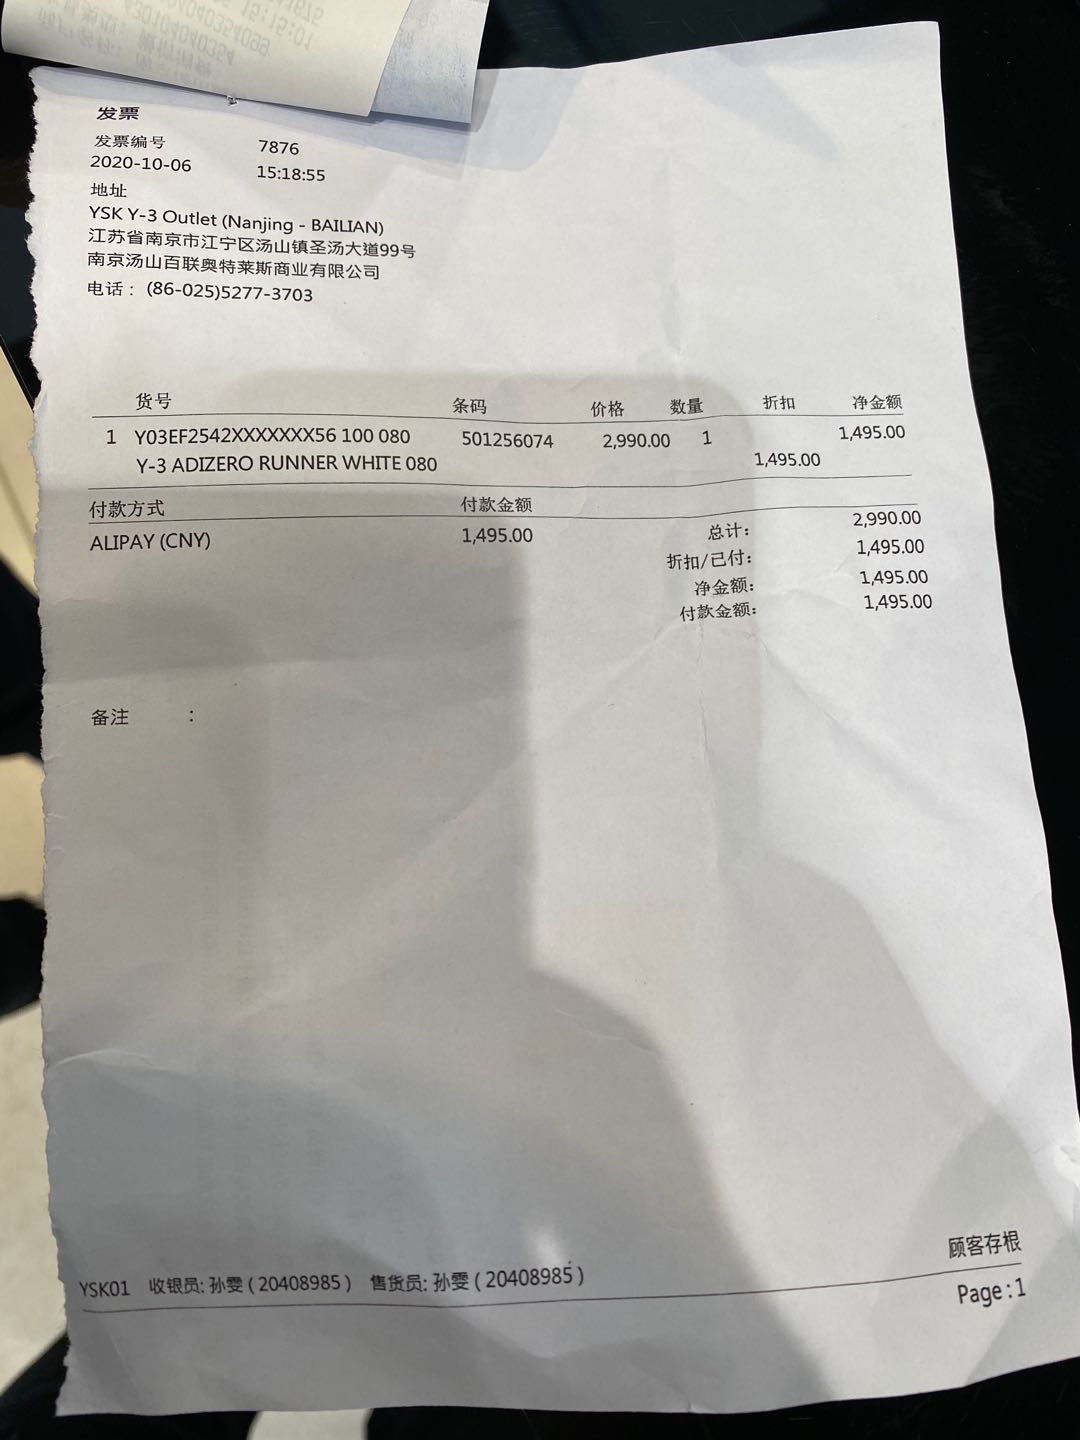 发票
发票编号 7876
2020-10-06 15:18:55
地址
YSK Y-3 Outlet (Nanjing - BAILIAN)
江苏省南京市江宁区汤山镇圣汤大道99号
南京汤山百联奥特莱斯商业有限公司
电话： (86-025)5277-3703
货号 条码 价格 数量 折扣 净金额
1 Y03EF2542XXXXXXX56 100 080 501256074 2,990.00 1 1,495.00
Y-3 ADIZERO RUNNER WHITE 080 1,495.00
付款方式 付款金额
ALIPAY (CNY) 1,495.00
总计: 2,990.00
折扣/已付: 1,495.00
净金额: 1,495.00
付款金额: 1,495.00
备注 :
顾客存根
YSK01 收银员: 孙雯 ( 20408985 ) 售货员: 孙雯 ( 20408985 )
Page : 1